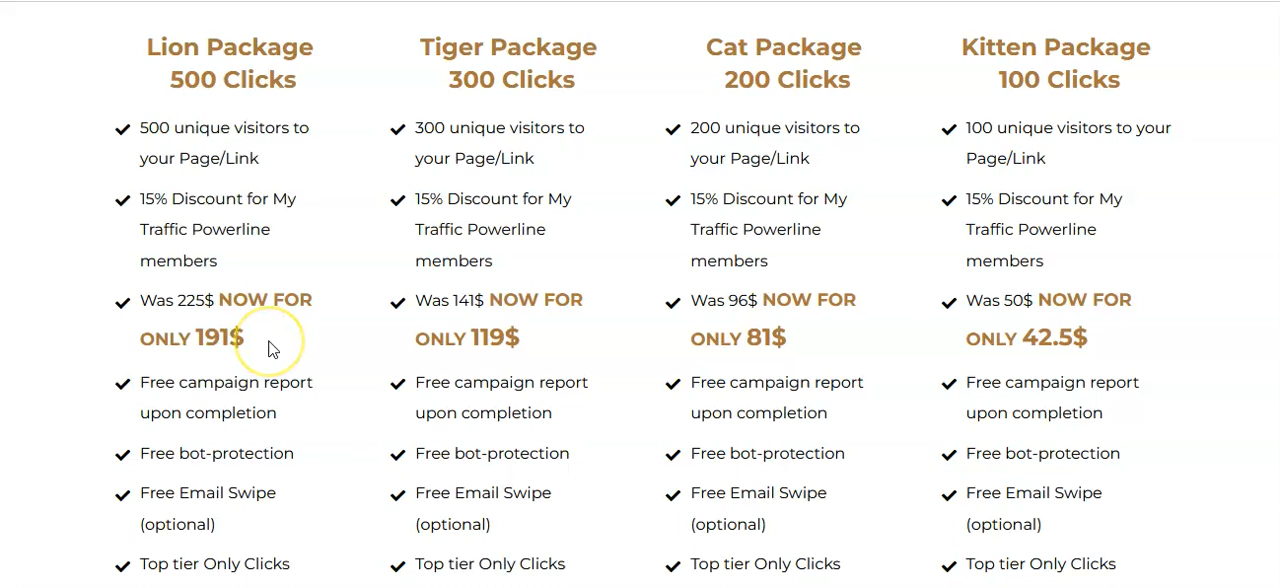 Lion Package
500 Clicks
500 unique visitors to
your Page/Link
15% Discount for My
Traffic Powerline
members
Was 225$ NOW FOR
ONLY 191$
Free campaign report
upon completion
Free bot-protection
Free Email Swipe
(optional)
Top tier Only Clicks
Tiger Package
300 Clicks
300 unique visitors to
your Page/Link
15% Discount for My
Traffic Powerline
members
Was 141$ NOW FOR
ONLY 119$
Free campaign report
upon completion
Free bot-protection
Free Email Swipe
(optional)
Top tier Only Clicks
Cat Package
200 Clicks
200 unique visitors to
your Page/Link
15% Discount for My
Traffic Powerline
members
Was 96$ NOW FOR
ONLY 81$
Free campaign report
upon completion
Free bot-protection
Free Email Swipe
(optional)
Top tier Only Clicks
Kitten Package
100 Clicks
100 unique visitors to your
Page/Link
15% Discount for My
Traffic Powerline
members
Was 50$ NOW FOR
ONLY 42.5$
Free campaign report
upon completion
Free bot-protection
Free Email Swipe
(optional)
Top tier Only Clicks